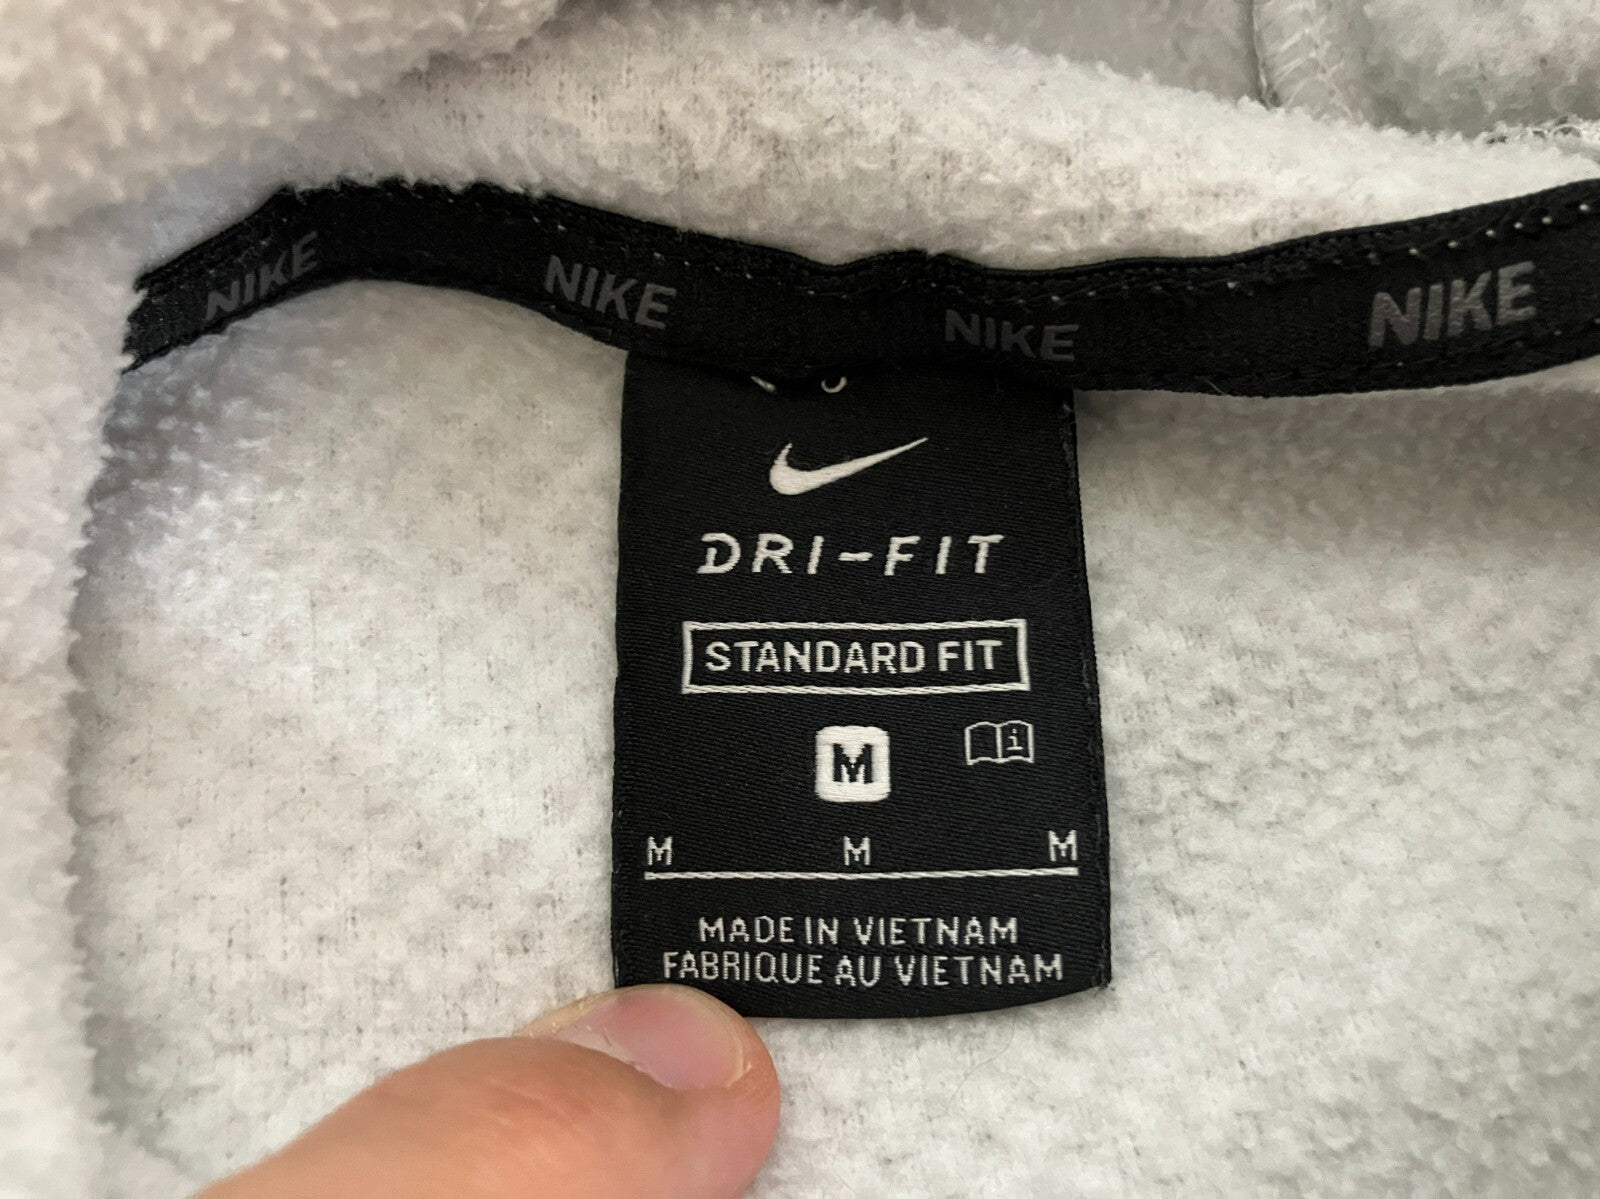 NIKE NIKE NIKE NIKE
DRI-FIT
STANDARD FIT
M i
M M M
MADE IN VIETNAM
FABRIQUE AU VIETNAM